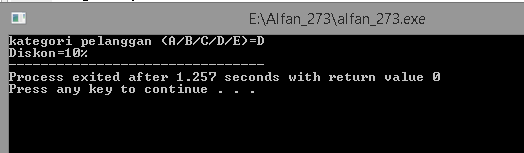 E:\Alfan_273\alfan_273.exe
kategori pelanggan (A/B/C/D/E)=D
Diskon=10%
--------------------------------
Process exited after 1.257 seconds with return value 0
Press any key to continue . . .